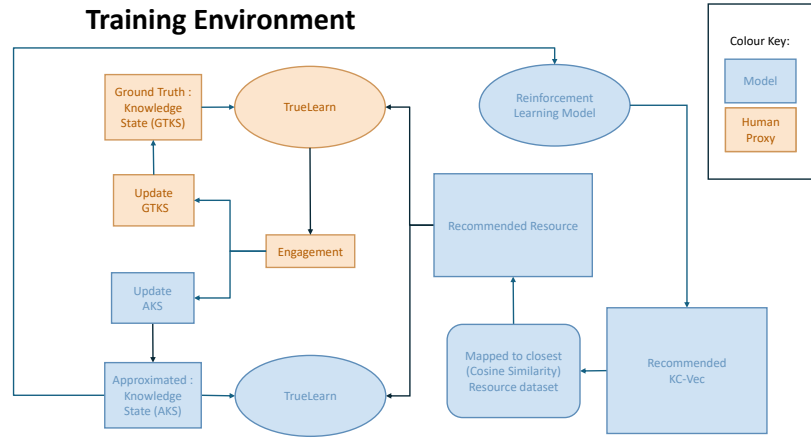 Training Environment
Colour Key:
Model
Human
Proxy
Ground Truth :
Knowledge
State (GTKS)
TrueLearn
Reinforcement
Learning Model
Update
GTKS
Engagement
Recommended Resource
Update
AKS
Approximated :
Knowledge
State (AKS)
TrueLearn
Mapped to closest
(Cosine Similarity)
Resource dataset
Recommended
KC-Vec